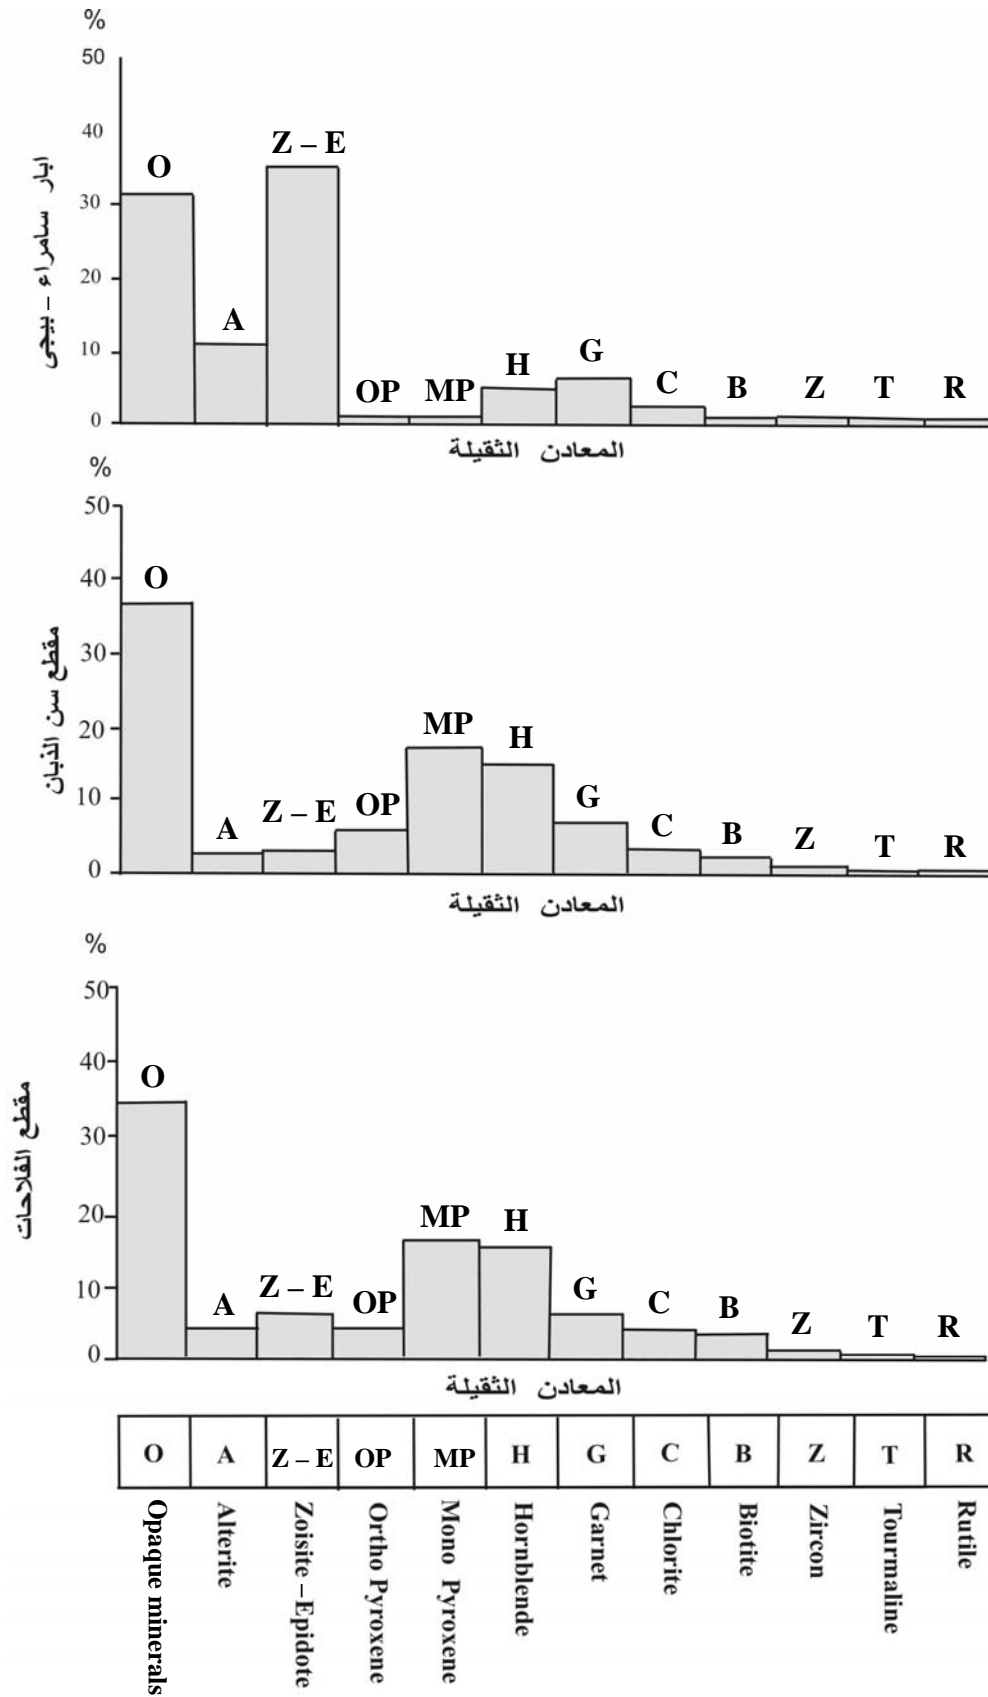 %
50
40
30
20
10
0
ابار سامراء – بيجي
O
A
Z – E
OP
MP
H
G
C
B
Z
T
R
المعادن الثقيلة
%
50
40
30
20
10
0
مقطع سن الذبان
O
A
Z – E
OP
MP
H
G
C
B
Z
T
R
المعادن الثقيلة
%
50
40
30
20
10
0
مقطع الفلاحات
O
A
Z – E
OP
MP
H
G
C
B
Z
T
R
المعادن الثقيلة
O A Z – E OP MP H G C B Z T R
Opaque minerals
Alterite
Zoisite – Epidote
Ortho Pyroxene
Mono Pyroxene
Hornblende
Garnet
Chlorite
Biotite
Zircon
Tourmaline
Rutile